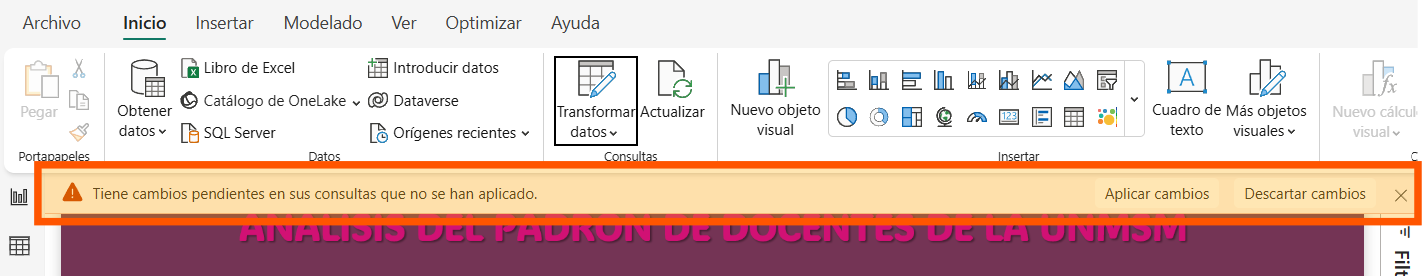 Archivo Inicio Insertar Modelado Ver Optimizar Ayuda
Pegar
Portapapeles
Obtener datos
Libro de Excel
Catálogo de OneLake
SQL Server
Introducir datos
Dataverse
Orígenes recientes
Datos
Transformar datos
Actualizar
Consultas
Nuevo objeto visual
123
A
Cuadro de texto
Más objetos visuales
Insertar
fx
Nuevo cálculo
visual
C
Tiene cambios pendientes en sus consultas que no se han aplicado.
Aplicar cambios
Descartar cambios
ANÁLISIS DEL PADRÓN DE DOCENTES DE LA UNMSM
Filt